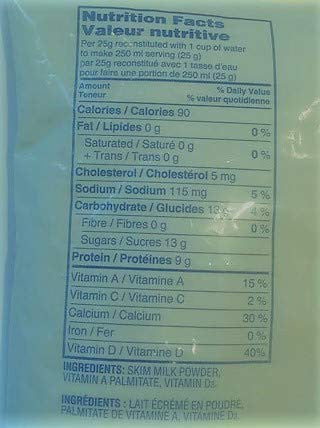 Nutrition Facts
Valeur nutritive
Per 25g reconstituted with 1 cup of water
to make 250 ml serving (25 g)
par 25g reconstitué avec 1 tasse d'eau
pour faire une portion de 250 ml (25 g)
Amount % Daily Value
Teneur % valeur quotidienne
Calories / Calories 90
Fat / Lipides 0 g 0 %
Saturated / Saturé 0 g
+ Trans / Trans 0 g 0 %
Cholesterol / Cholestérol 5 mg
Sodium / Sodium 115 mg 5 %
Carbohydrate / Glucides 13 g 4 %
Fibre / Fibres 0 g 0 %
Sugars / Sucres 13 g
Protein / Protéines 9 g
Vitamin A / Vitamine A 15 %
Vitamin C / Vitamine C 2 %
Calcium / Calcium 30 %
Iron / Fer 0 %
Vitamin D / Vitamine D 40%
INGREDIENTS: SKIM MILK POWDER,
VITAMIN A PALMITATE, VITAMIN D3.
INGRÉDIENTS : LAIT ÉCRÉMÉ EN POUDRE,
PALMITATE DE VITAMINE A, VITAMINE D3.